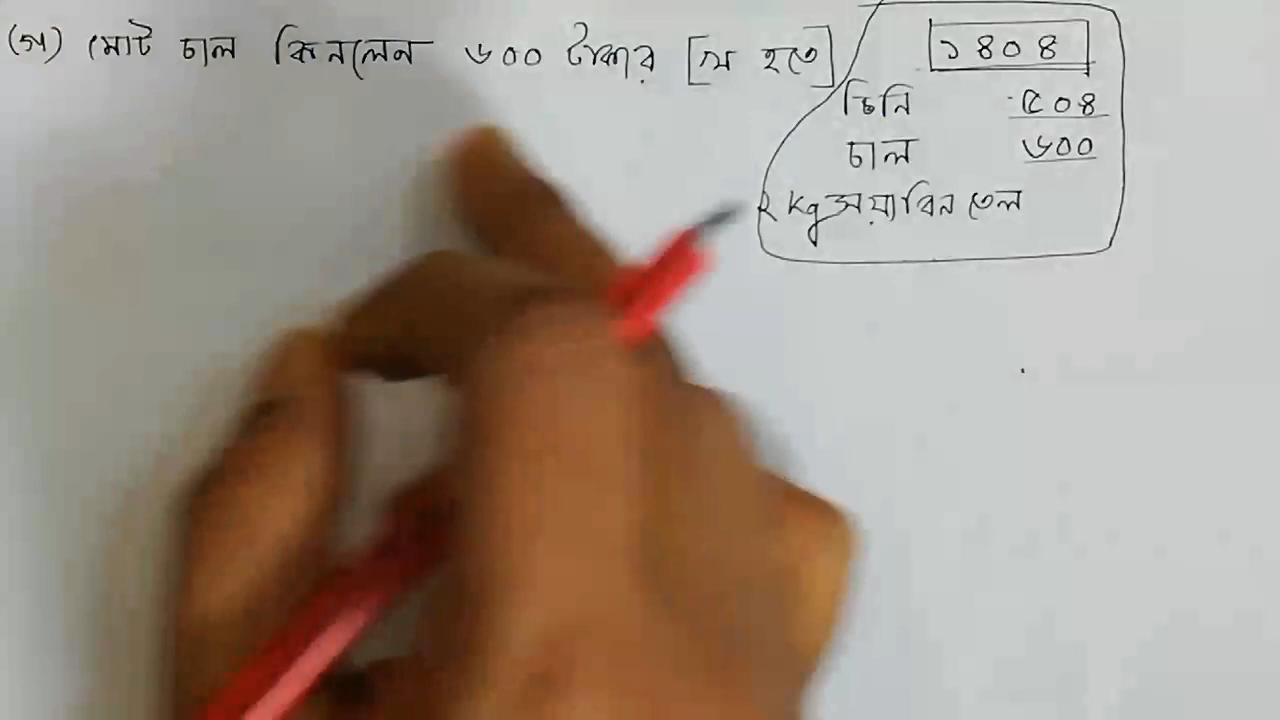 (গ) মোট চাল কিনলেন ৬০০ টাকার [খ হতে]
১৪০৪
চিনি ৫০৪
চাল ৬০০
২ kg সয়াবিন তেল